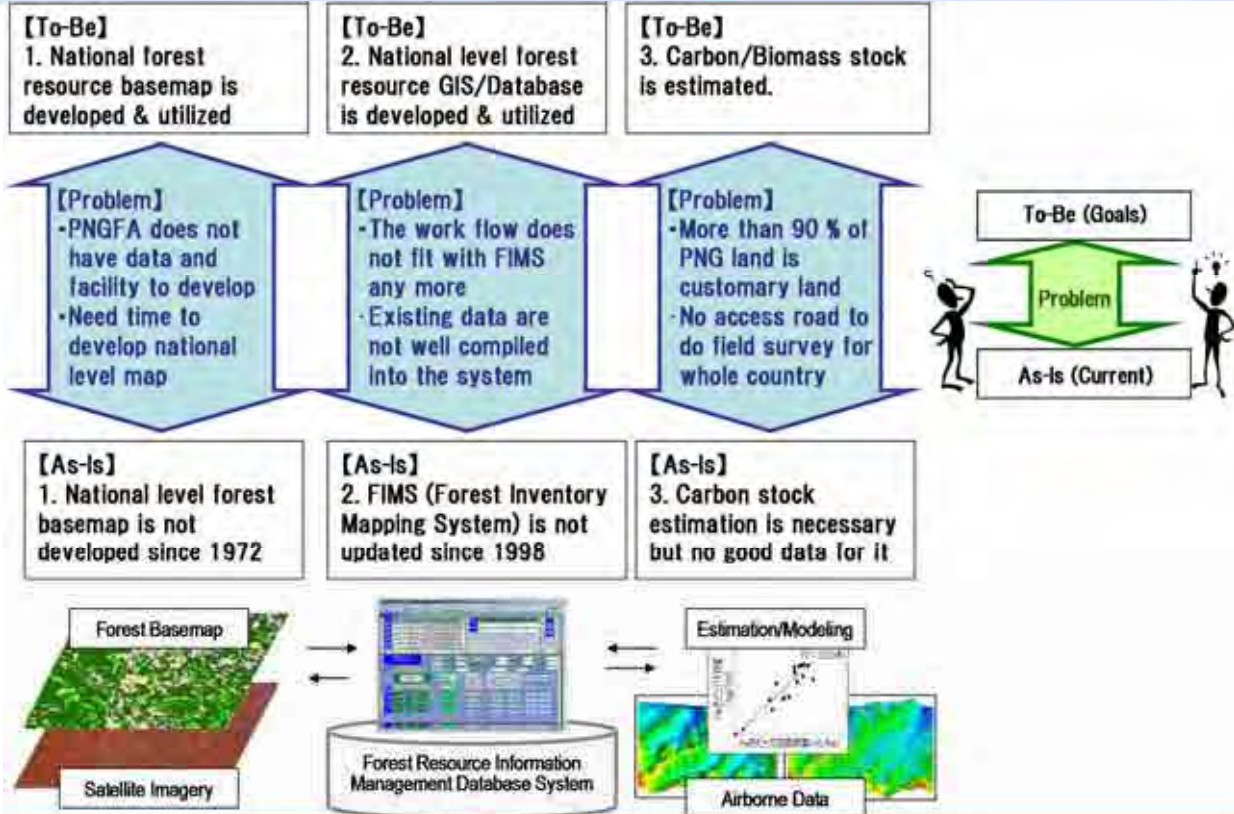 【To-Be】
1. National forest
resource basemap is
developed & utilized
【To-Be】
2. National level forest
resource GIS/Database
is developed & utilized
【To-Be】
3. Carbon/Biomass stock
is estimated.
【Problem】
・PNGFA does not
have data and
facility to develop
・Need time to
develop national
level map
【Problem】
・The work flow does
not fit with FIMS
any more
・Existing data are
not well compiled
into the system
【Problem】
・More than 90 % of
PNG land is
customary land
・No access road to
do field survey for
whole country
To-Be (Goals)
Problem
As-Is (Current)
【As-Is】
1. National level forest
basemap is not
developed since 1972
【As-Is】
2. FIMS (Forest Inventory
Mapping System) is not
updated since 1998
【As-Is】
3. Carbon stock
estimation is necessary
but no good data for it
Forest Basemap
Satellite Imagery
Forest Resource Information
Management Database System
Estimation/Modeling
Airborne Data